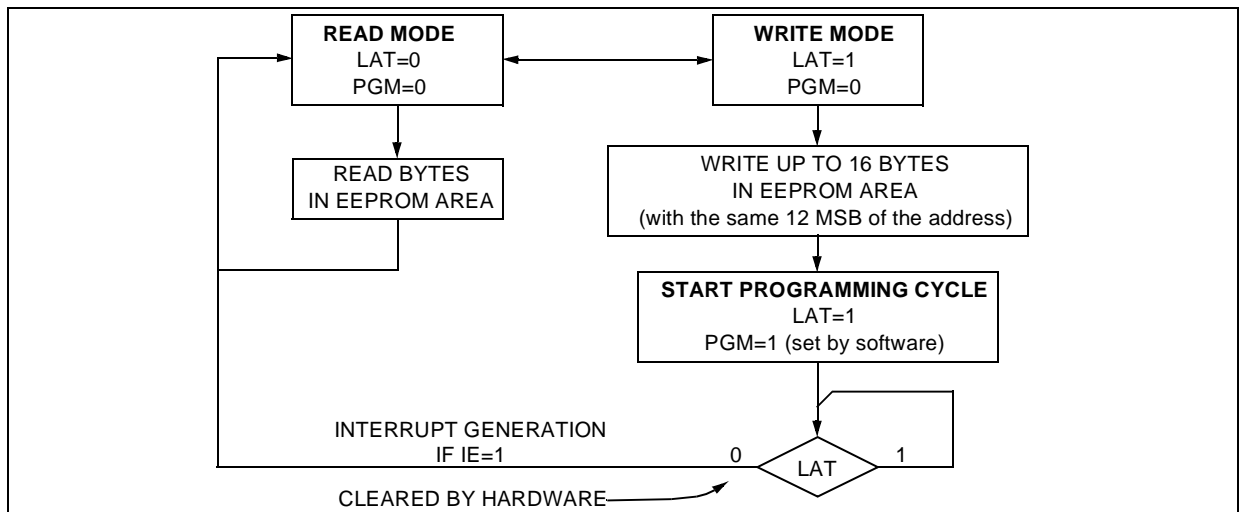 READ MODE
LAT=0
PGM=0
WRITE MODE
LAT=1
PGM=0
READ BYTES
IN EEPROM AREA
WRITE UP TO 16 BYTES
IN EEPROM AREA
(with the same 12 MSB of the address)
START PROGRAMMING CYCLE
LAT=1
PGM=1 (set by software)
INTERRUPT GENERATION
IF IE=1
0
LAT
1
CLEARED BY HARDWARE